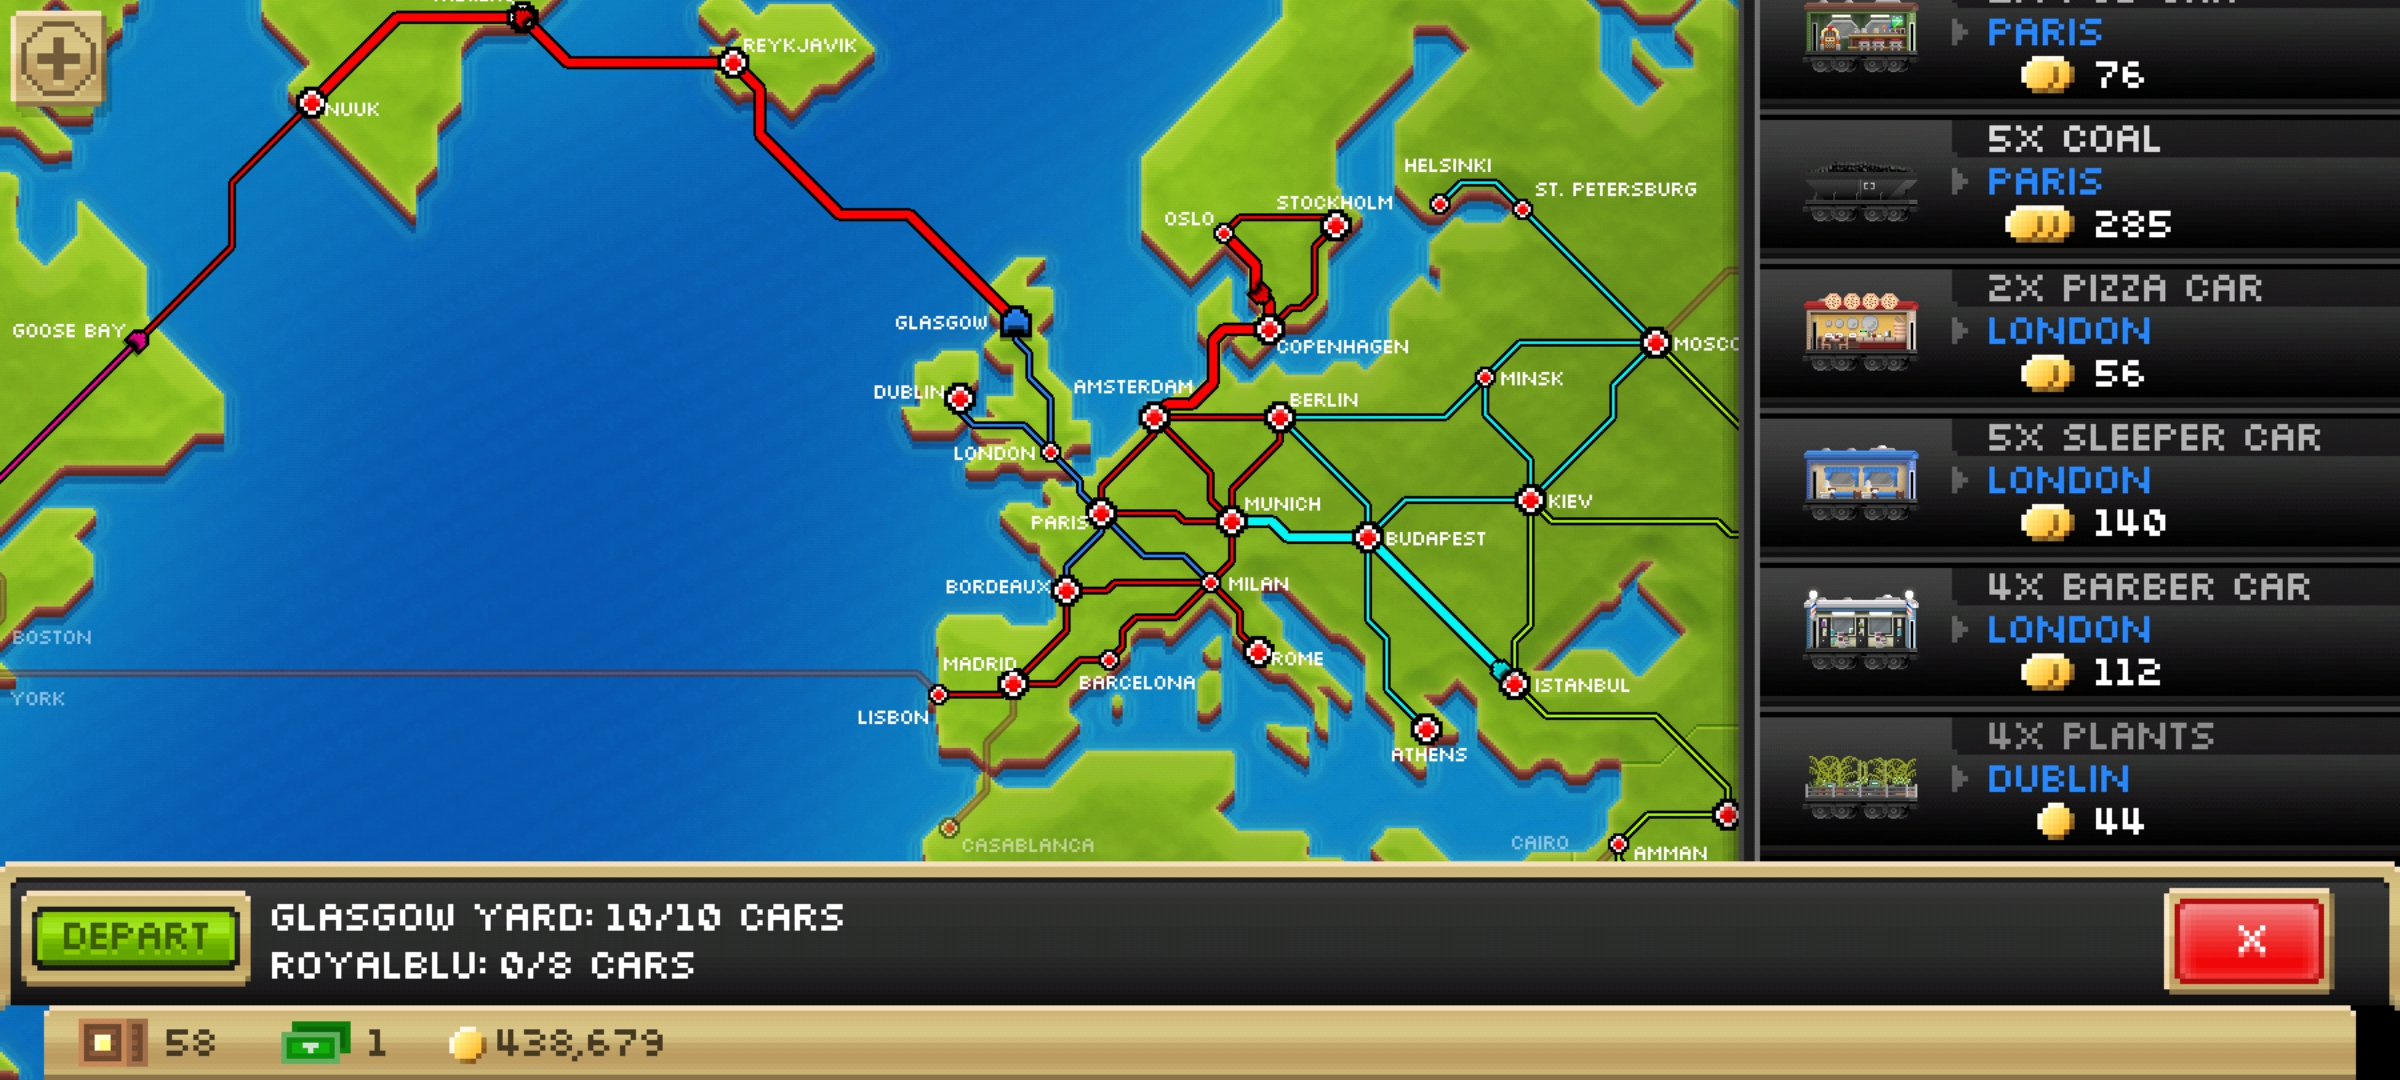 REYKJAVIK
NUUK
HELSINKI
ST. PETERSBURG
STOCKHOLM
OSLO
GLASGOW
GOOSE BAY
COPENHAGEN
MOSCO
MINSK
AMSTERDAM
BERLIN
DUBLIN
LONDON
MUNICH
KIEV
PARIS
BUDAPEST
BORDEAUX
MILAN
BOSTON
MADRID
ROME
BARCELONA
ISTANBUL
YORK
LISBON
ATHENS
CASABLANCA
CAIRO
AMMAN
PARIS
76
5X COAL
PARIS
285
2X PIZZA CAR
LONDON
56
5X SLEEPER CAR
LONDON
140
4X BARBER CAR
LONDON
112
4X PLANTS
DUBLIN
44
DEPART
GLASGOW YARD: 10/10 CARS
ROYALBLU: 0/8 CARS
X
58
1
438,679